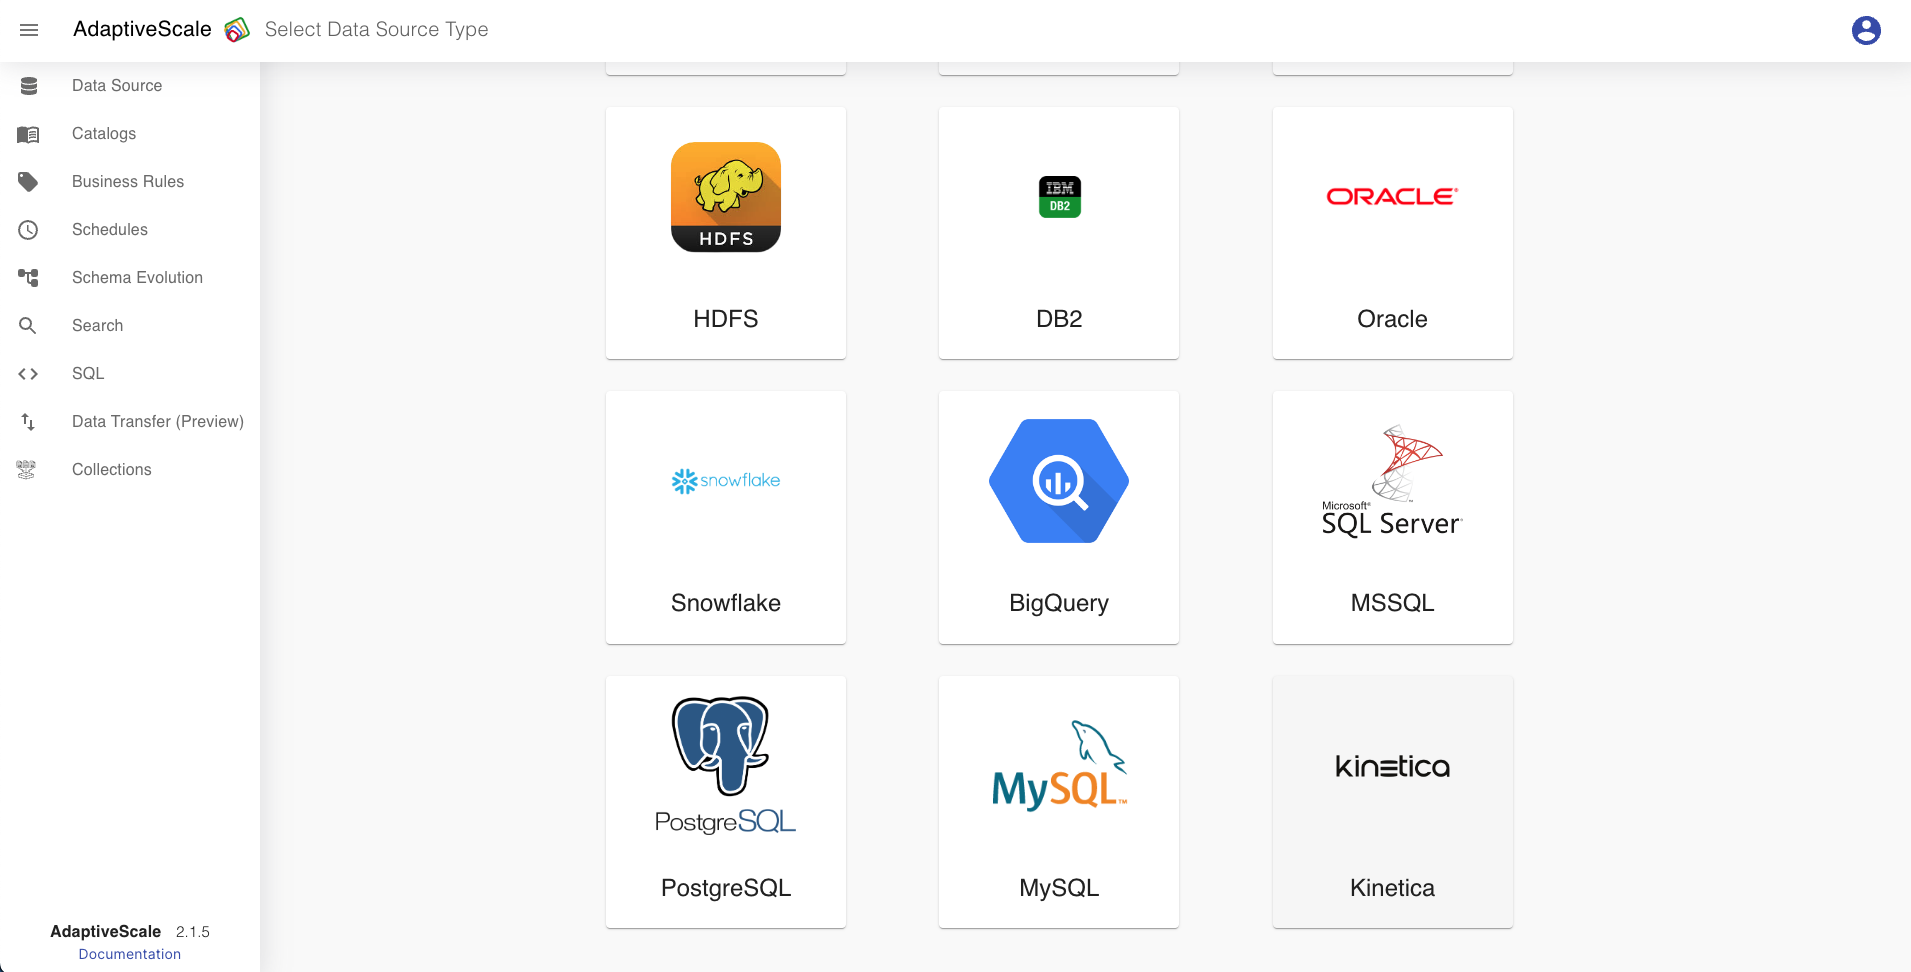 AdaptiveScale Select Data Source Type
Data Source
Catalogs
Business Rules
Schedules
Schema Evolution
Search
SQL
Data Transfer (Preview)
Collections
HDFS
IBM
DB2
ORACLE®
HDFS
DB2
Oracle
snowflake
Microsoft®
SQL Server®
Snowflake
BigQuery
MSSQL
PostgreSQL
MySQL™
kinetica
PostgreSQL
MySQL
Kinetica
AdaptiveScale 2.1.5
Documentation